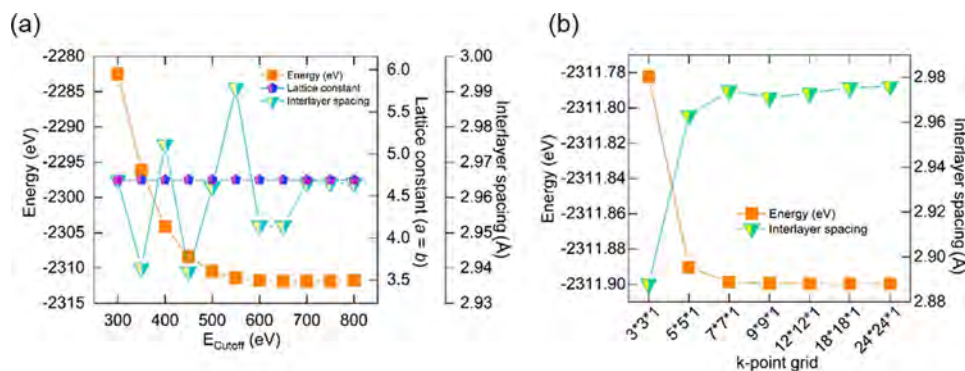 (a)
Energy (eV)
-2280
-2285
-2290
-2295
-2300
-2305
-2310
-2315
300 400 500 600 700 800
E_Cutoff (eV)
Energy (eV)
Lattice constant
Interlayer spacing
6.0
5.5
5.0
4.5
4.0
3.5
Lattice constant (a = b)
3.00
2.99
2.98
2.97
2.96
2.95
2.94
2.93
Interlayer spacing (Å)
(b)
Energy (eV)
-2311.78
-2311.80
-2311.82
-2311.84
-2311.86
-2311.88
-2311.90
Energy (eV)
Interlayer spacing
2.98
2.96
2.94
2.92
2.90
2.88
Interlayer spacing (Å)
3*3*1 5*5*1 7*7*1 9*9*1 12*12*1 18*18*1 24*24*1
k-point grid